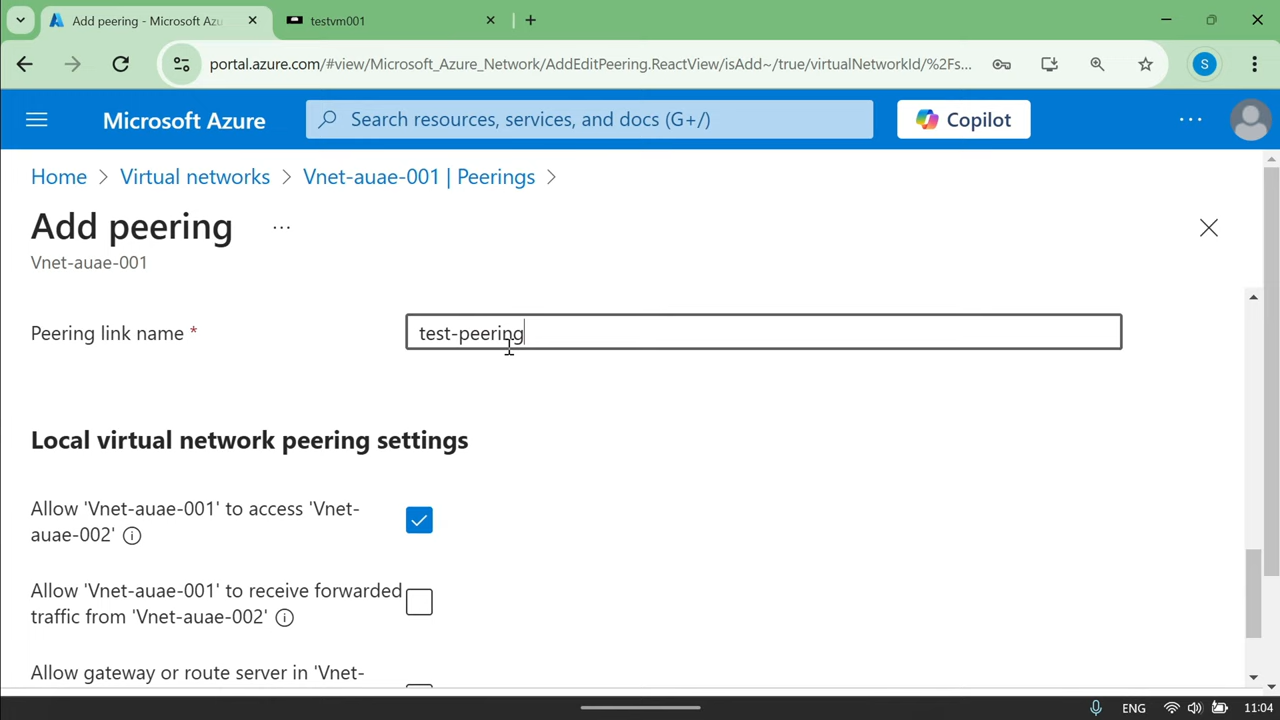 Add peering - Microsoft Azu
testvm001
portal.azure.com/#view/Microsoft_Azure_Network/AddEditPeering.ReactView/isAdd~/true/virtualNetworkId/%2Fs...
S
Microsoft Azure
Search resources, services, and docs (G+/)
Copilot
Home > Virtual networks > Vnet-auae-001 | Peerings >
Add peering ...
Vnet-auae-001
Peering link name *
test-peering
Local virtual network peering settings
Allow 'Vnet-auae-001' to access 'Vnet-
auae-002'
Allow 'Vnet-auae-001' to receive forwarded
traffic from 'Vnet-auae-002'
Allow gateway or route server in 'Vnet-
ENG
11:04